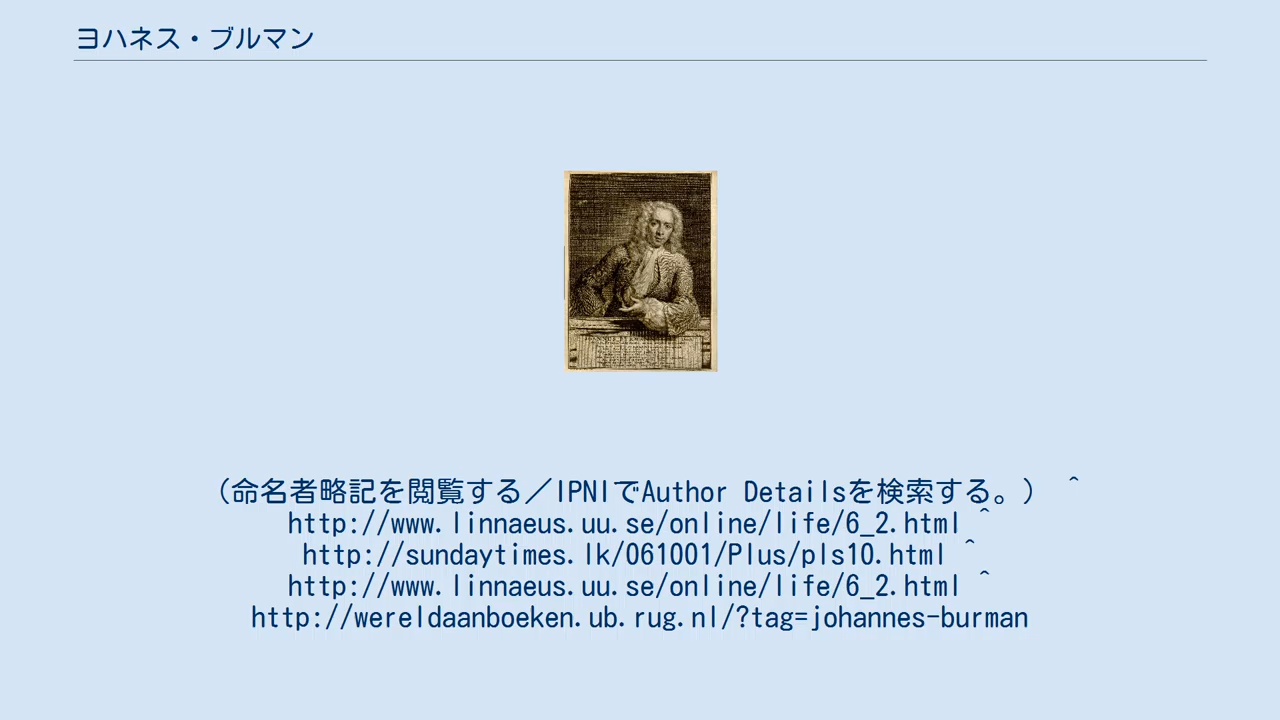 ヨハネス・ブルマン
（命名者略記を閲覧する／IPNIでAuthor Detailsを検索する。） ^
http://www.linnaeus.uu.se/online/life/6_2.html ^
http://sundaytimes.lk/061001/Plus/pls10.html ^
http://www.linnaeus.uu.se/online/life/6_2.html ^
http://wereldaanboeken.ub.rug.nl/?tag=johannes-burman